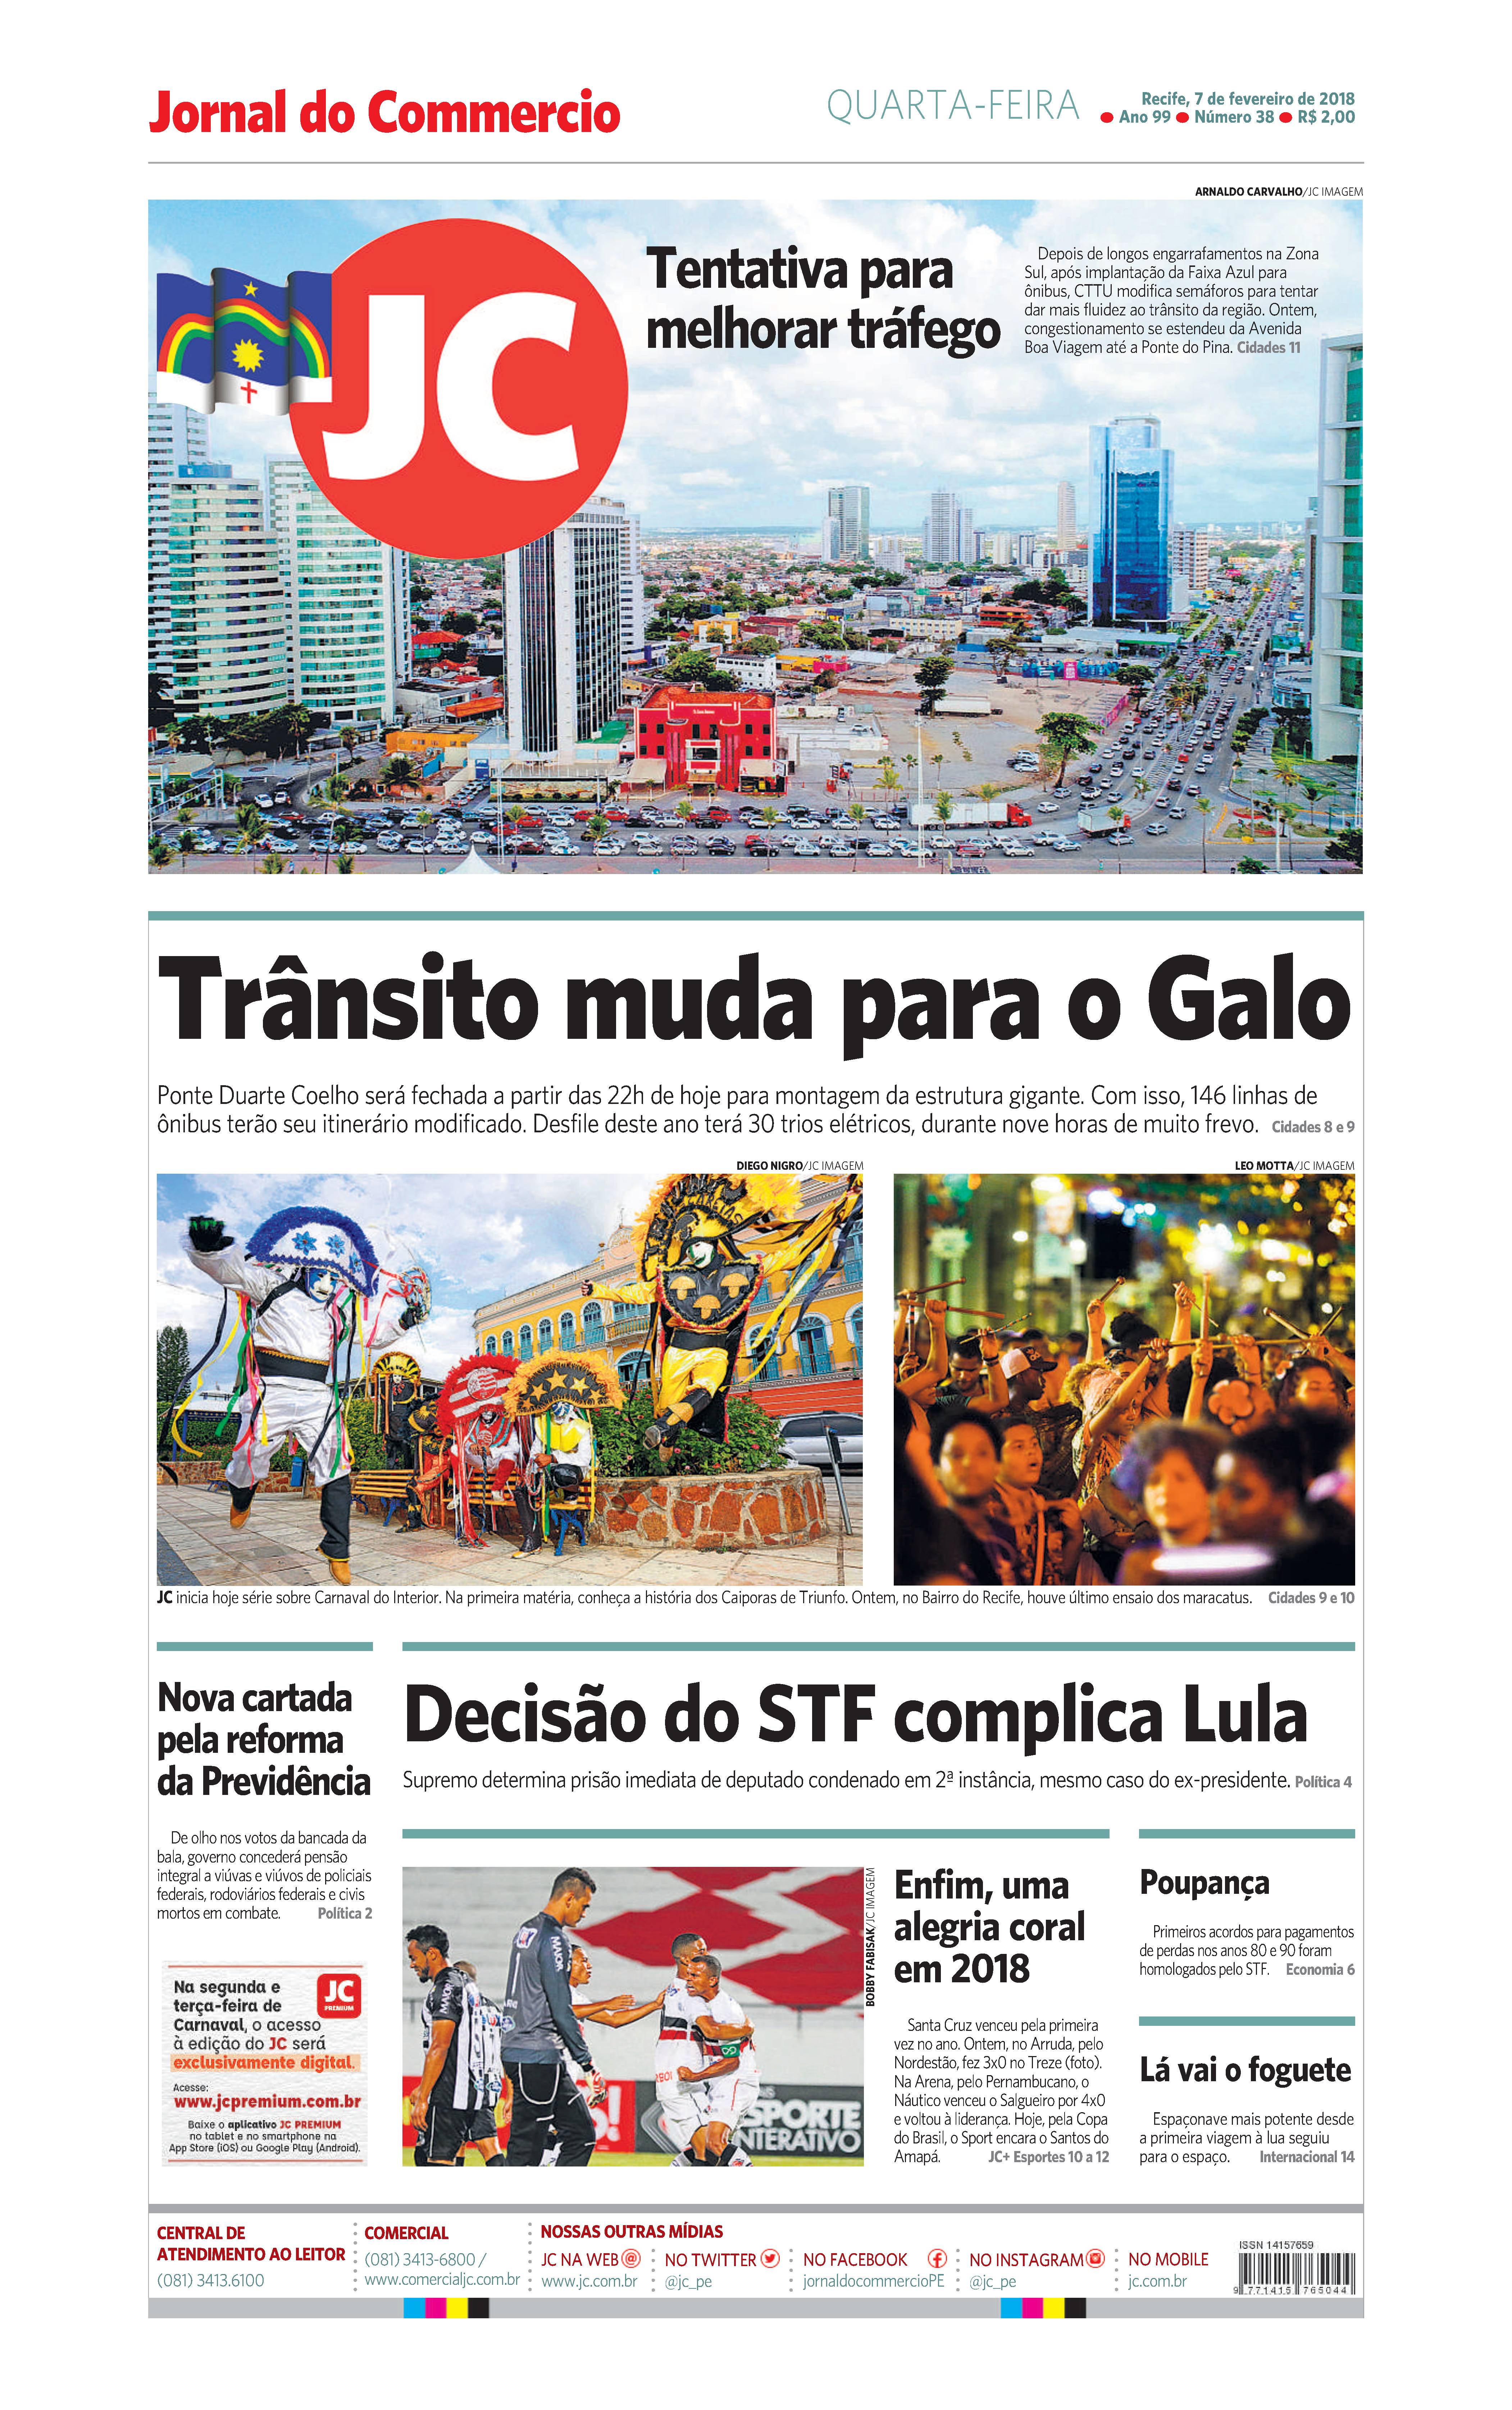 Jornal do Commercio
QUARTA-FEIRA
Recife, 7 de fevereiro de 2018
● Ano 99 ● Número 38 ● R$ 2,00
ARNALDO CARVALHO/JC IMAGEM
JC
Tentativa para
melhorar tráfego
Depois de longos engarrafamentos na Zona
Sul, após implantação da Faixa Azul para
ônibus, CTTU modifica semáforos para tentar
dar mais fluidez ao trânsito da região. Ontem,
congestionamento se estendeu da Avenida
Boa Viagem até a Ponte do Pina. Cidades 11
Trânsito muda para o Galo
Ponte Duarte Coelho será fechada a partir das 22h de hoje para montagem da estrutura gigante. Com isso, 146 linhas de
ônibus terão seu itinerário modificado. Desfile deste ano terá 30 trios elétricos, durante nove horas de muito frevo. Cidades 8 e 9
DIEGO NIGRO/JC IMAGEM
LEO MOTTA/JC IMAGEM
JC inicia hoje série sobre Carnaval do Interior. Na primeira matéria, conheça a história dos Caiporas de Triunfo. Ontem, no Bairro do Recife, houve último ensaio dos maracatus. Cidades 9 e 10
Nova cartada
pela reforma
da Previdência
De olho nos votos da bancada da
bala, governo concederá pensão
integral a viúvas e viúvos de policiais
federais, rodoviários federais e civis
mortos em combate. Política 2
Na segunda e
terça-feira de
Carnaval, o acesso
à edição do JC será
exclusivamente digital.
JC
PREMIUM
Acesse:
www.jcpremium.com.br
Baixe o aplicativo JC PREMIUM
no tablet e no smartphone na
App Store (iOS) ou Google Play (Android).
Decisão do STF complica Lula
Supremo determina prisão imediata de deputado condenado em 2ª instância, mesmo caso do ex-presidente. Política 4
BOBBY FABISAK/JC IMAGEM
MAIOR
ESPORTE
INTERATIVO
Enfim, uma
alegria coral
em 2018
Santa Cruz venceu pela primeira
vez no ano. Ontem, no Arruda, pelo
Nordestão, fez 3x0 no Treze (foto).
Na Arena, pelo Pernambucano, o
Náutico venceu o Salgueiro por 4x0
e voltou à liderança. Hoje, pela Copa
do Brasil, o Sport encara o Santos do
Amapá. JC+ Esportes 10 a 12
Poupança
Primeiros acordos para pagamentos
de perdas nos anos 80 e 90 foram
homologados pelo STF. Economia 6
Lá vai o foguete
Espaçonave mais potente desde
a primeira viagem à lua seguiu
para o espaço. Internacional 14
CENTRAL DE
ATENDIMENTO AO LEITOR
(081) 3413.6100
COMERCIAL
(081) 3413-6800 /
www.comercialjc.com.br
NOSSAS OUTRAS MÍDIAS
JC NA WEB
www.jc.com.br
NO TWITTER
@jc_pe
NO FACEBOOK
jornaldocommercioPE
NO INSTAGRAM
@jc_pe
NO MOBILE
jc.com.br
ISSN 14157659
9 771415 765044